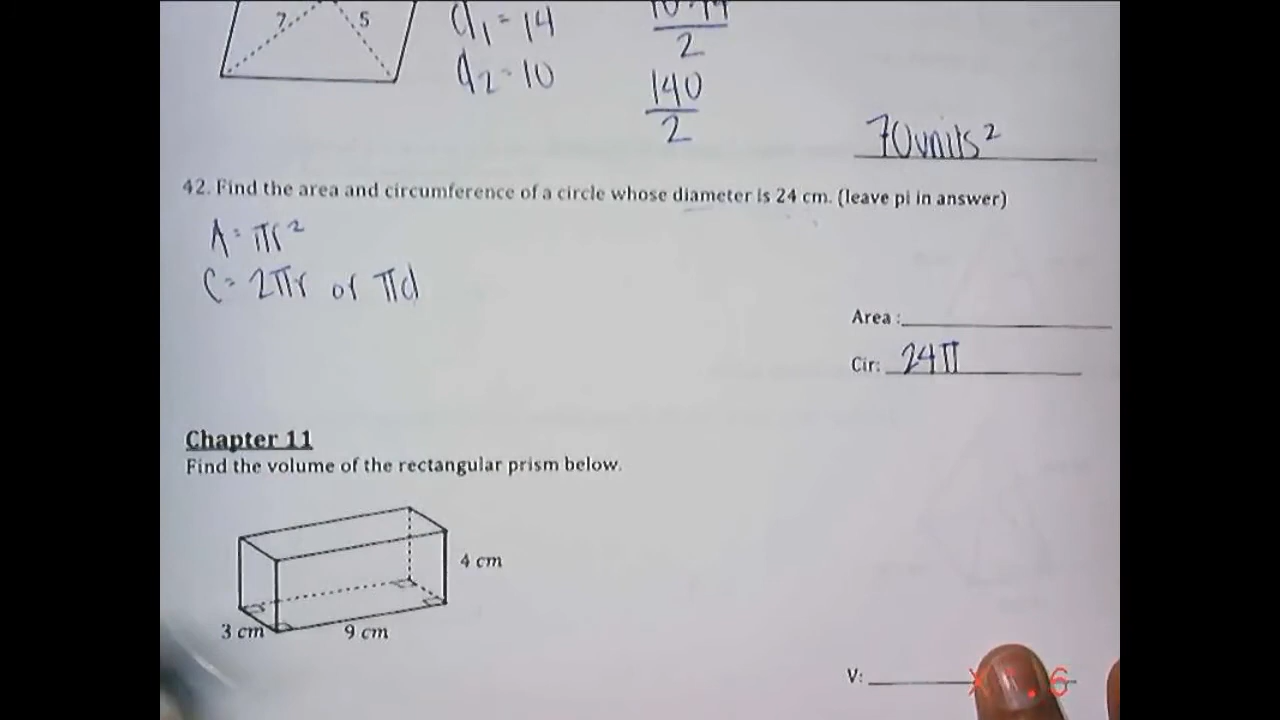 7 5
d1 = 14
2
d2 = 10
140
2
70 units²
42. Find the area and circumference of a circle whose diameter is 24 cm. (leave pi in answer)
A = πr²
C = 2πr or πd
Area :
Cir: 24π
Chapter 11
Find the volume of the rectangular prism below.
4 cm
3 cm
9 cm
V: